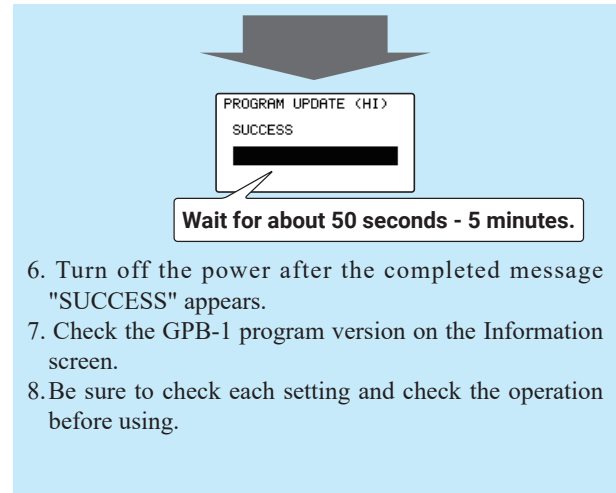 PROGRAM UPDATE (HI)
SUCCESS
Wait for about 50 seconds - 5 minutes.
6. Turn off the power after the completed message
"SUCCESS" appears.
7. Check the GPB-1 program version on the Information
screen.
8.Be sure to check each setting and check the operation
before using.